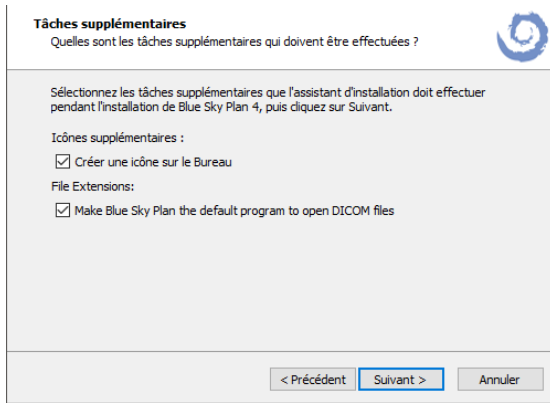 Tâches supplémentaires
Quelles sont les tâches supplémentaires qui doivent être effectuées ?
Sélectionnez les tâches supplémentaires que l'assistant d'installation doit effectuer
pendant l'installation de Blue Sky Plan 4, puis cliquez sur Suivant.
Icônes supplémentaires :
Créer une icône sur le Bureau
File Extensions:
Make Blue Sky Plan the default program to open DICOM files
< Précédent Suivant > Annuler